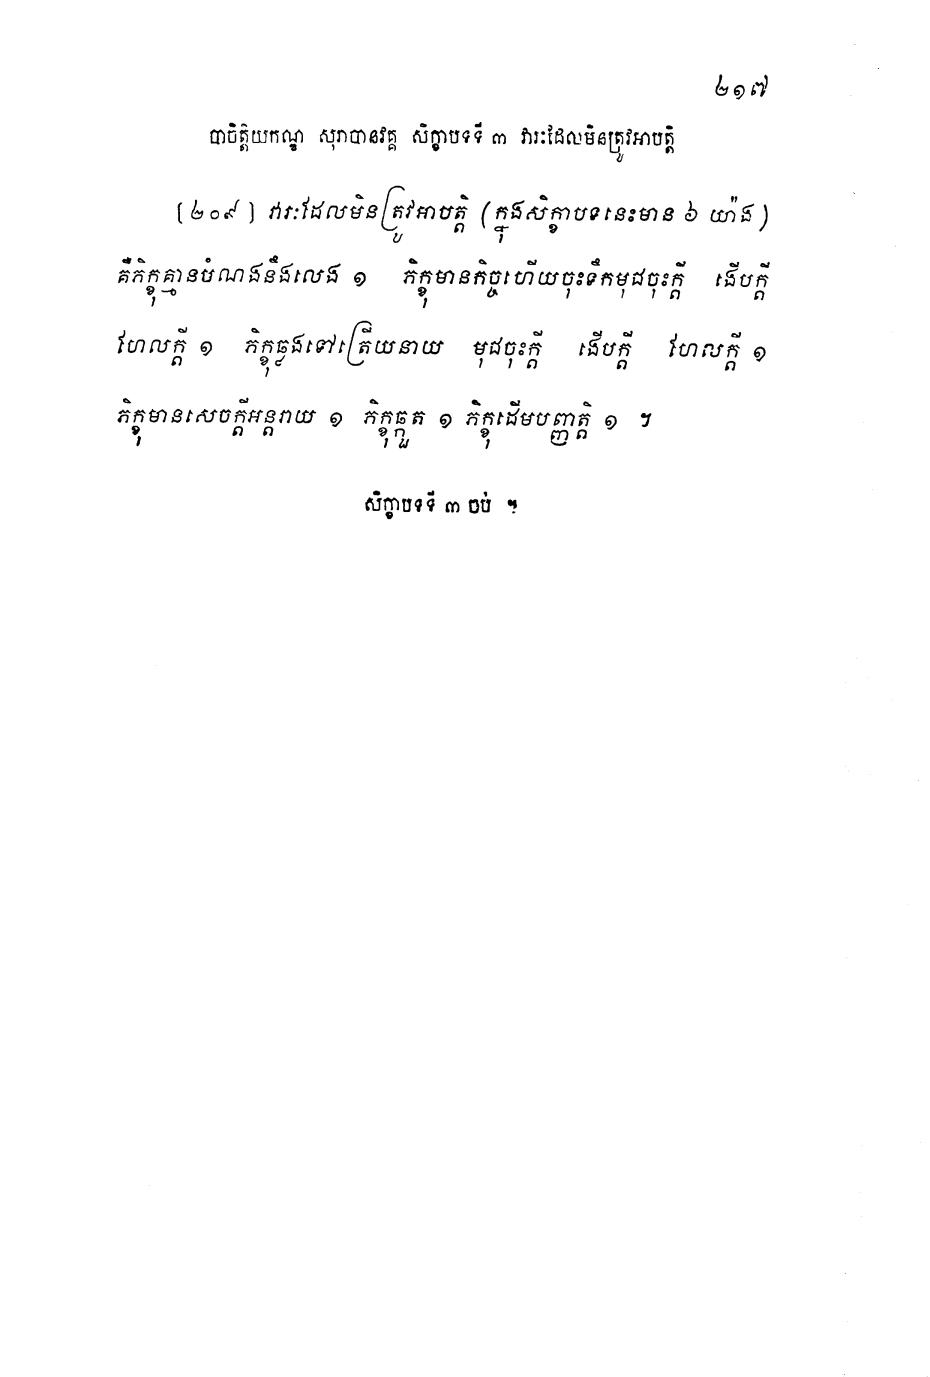 ២១៧
បាចិត្តិយកណ្ឌ សុរាបានវគ្គ សិក្ខាបទទី ៣ វារៈដែលមិនត្រូវអាបត្តិ
[២០៩] វារៈដែលមិនត្រូវអាបត្តិ (ក្នុងសិក្ខាបទនេះមាន ៦ យ៉ាង)
គឺភិក្ខុគ្មានបំណងនឹងលេង ១ ភិក្ខុមានកិច្ចហើយចុះទឹកមុជចុះក្តី ងើបក្តី
ហែលក្តី ១ ភិក្ខុឆ្លងទៅត្រើយនាយ មុជចុះក្តី ងើបក្តី ហែលក្តី ១
ភិក្ខុមានសេចក្តីអន្តរាយ ១ ភិក្ខុឆ្កួត ១ ភិក្ខុដើមបញ្ញត្តិ ១ ។
សិក្ខាបទទី ៣ ចប់ ។